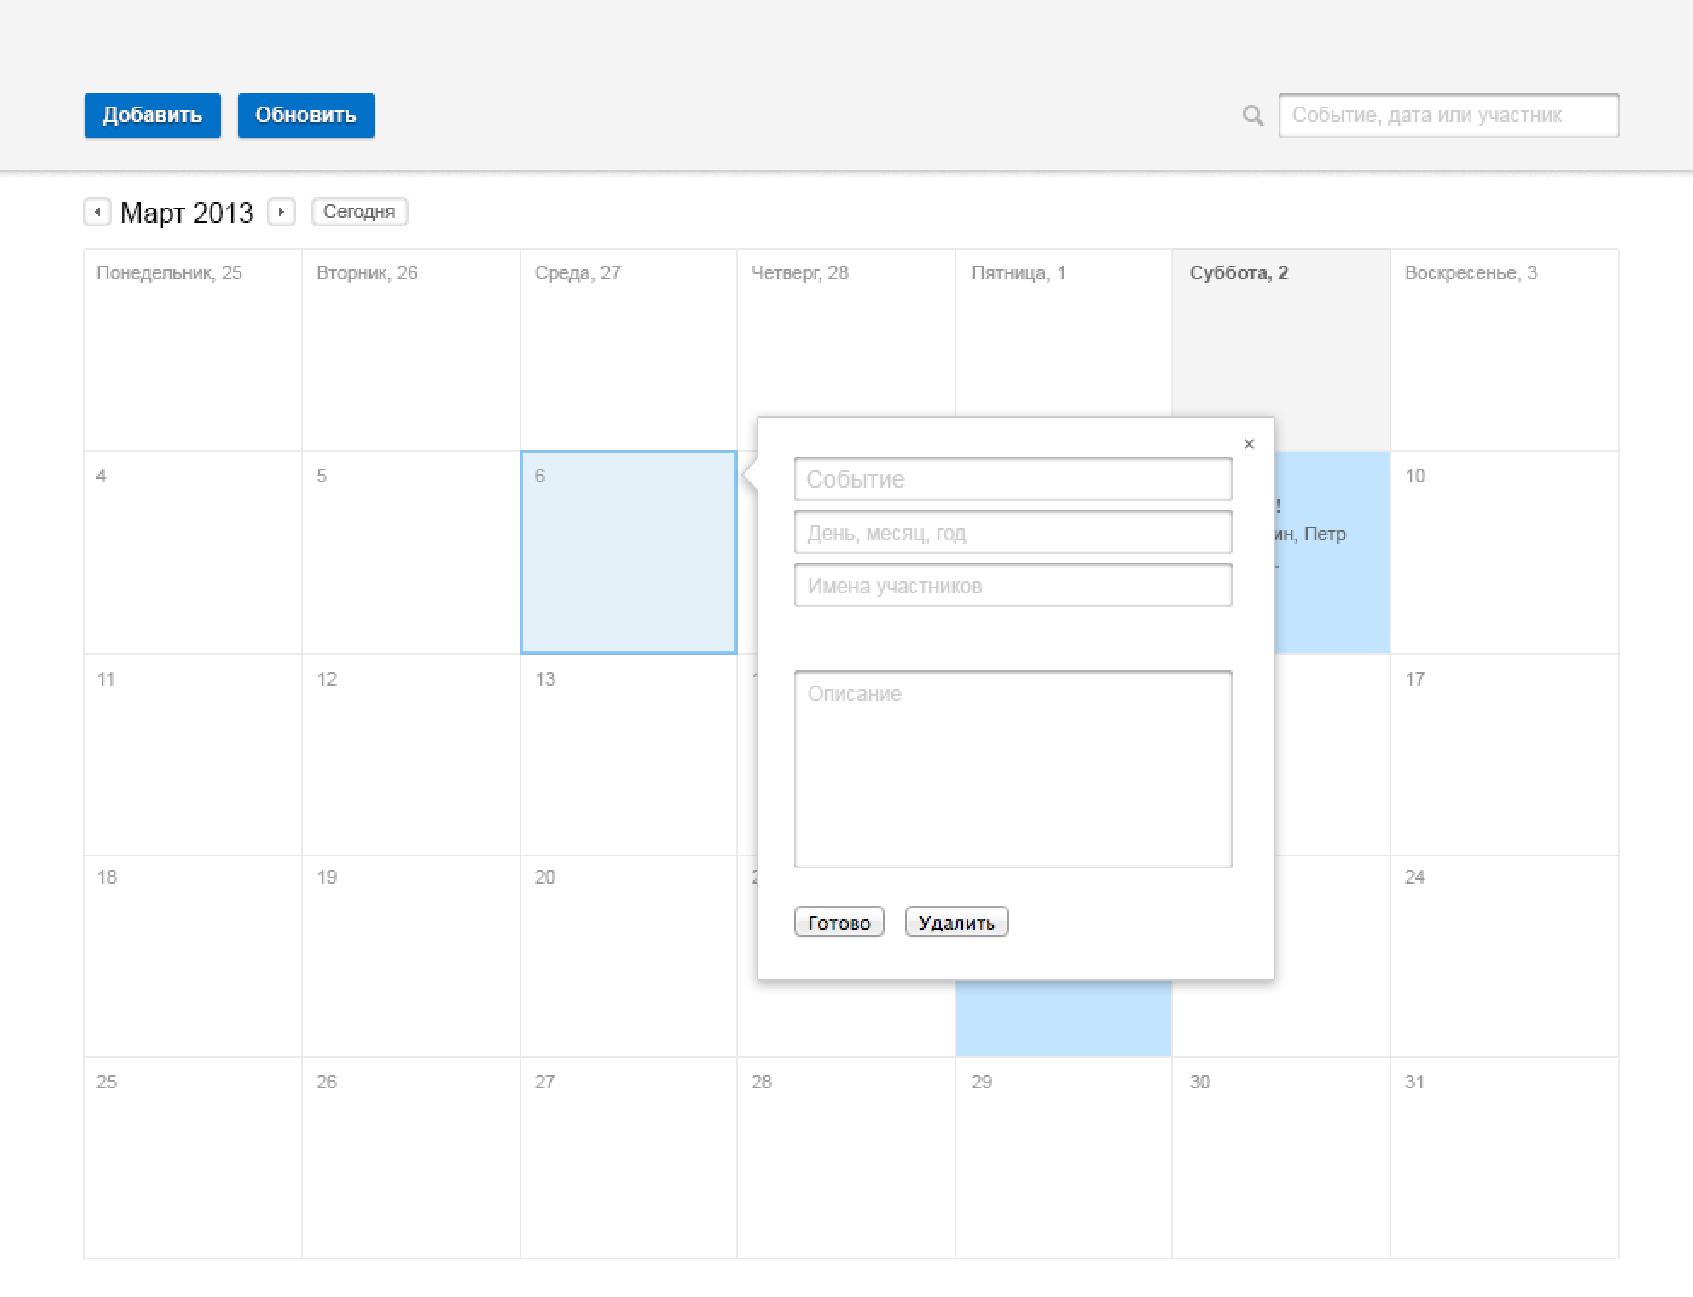 Добавить Обновить Событие, дата или участник
Март 2013 Сегодня
Понедельник, 25 Вторник, 26 Среда, 27 Четверг, 28 Пятница, 1 Суббота, 2 Воскресенье, 3
×
4 5 6 10
Событие
!
День, месяц, год
ин, Петр
Имена участников
11 12 13 17
Описание
18 19 20 24
Готово Удалить
25 26 27 28 29 30 31